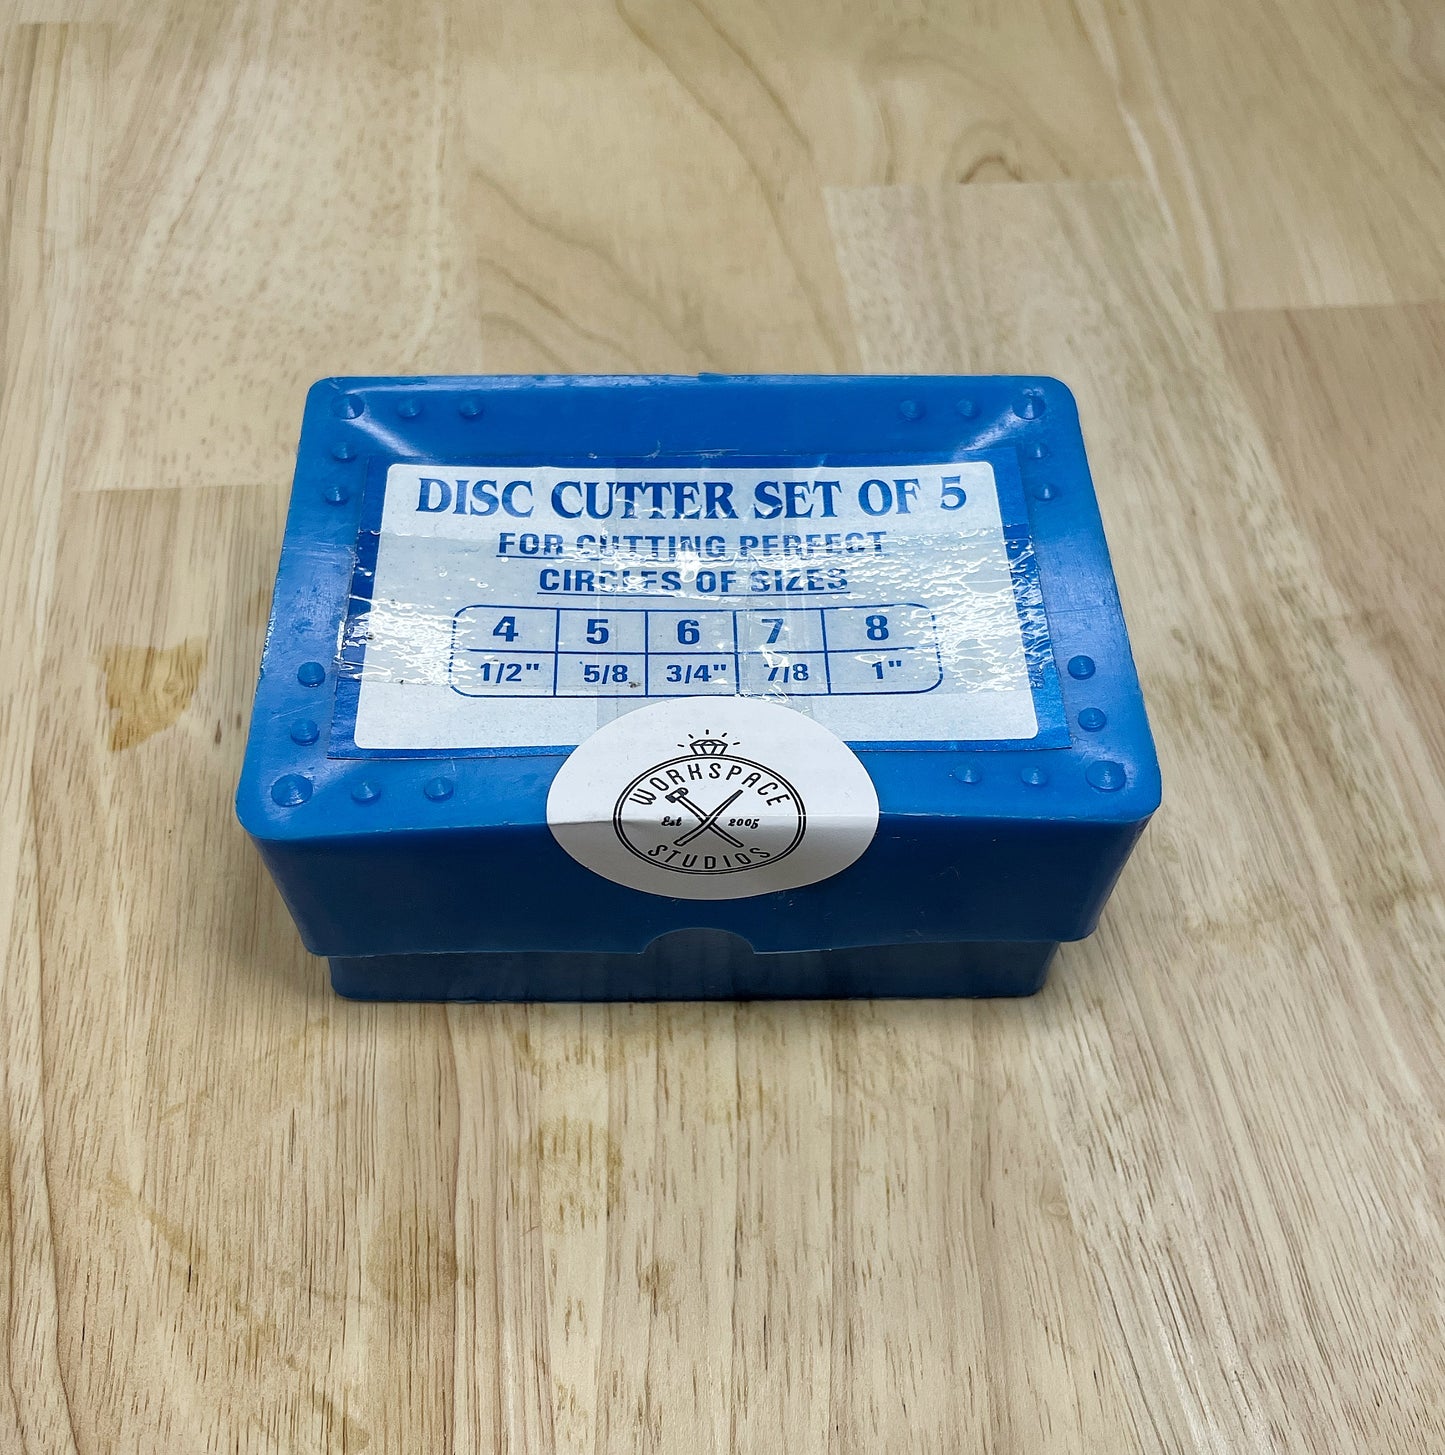 DISC CUTTER SET OF 5
FOR CUTTING PERFECT
CIRCLES OF SIZES
4 5 6 7 8
1/2" 5/8 3/4" 7/8 1"
WORKSPACE
Est 2005
STUDIOS